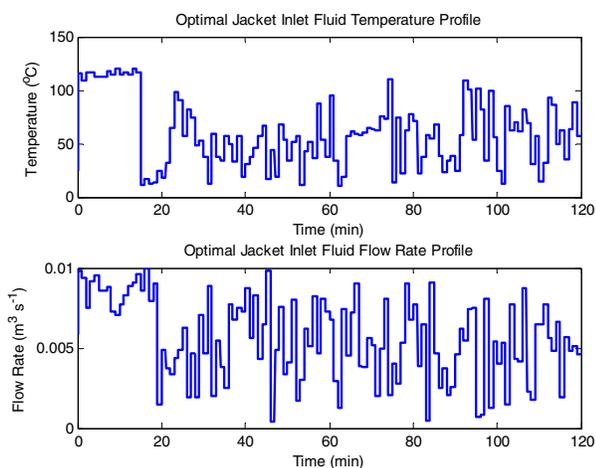 Optimal Jacket Inlet Fluid Temperature Profile
150
100
50
0
Temperature (°C)
0 20 40 60 80 100 120
Time (min)
Optimal Jacket Inlet Fluid Flow Rate Profile
0.01
0.005
0
Flow Rate (m³ s⁻¹)
0 20 40 60 80 100 120
Time (min)